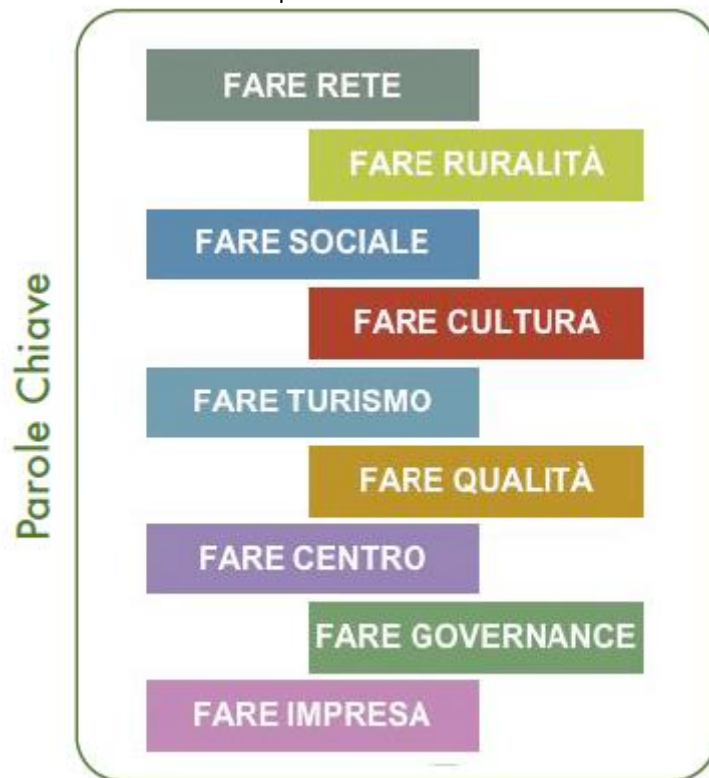 Parole Chiave
FARE RETE
FARE RURALITÀ
FARE SOCIALE
FARE CULTURA
FARE TURISMO
FARE QUALITÀ
FARE CENTRO
FARE GOVERNANCE
FARE IMPRESA